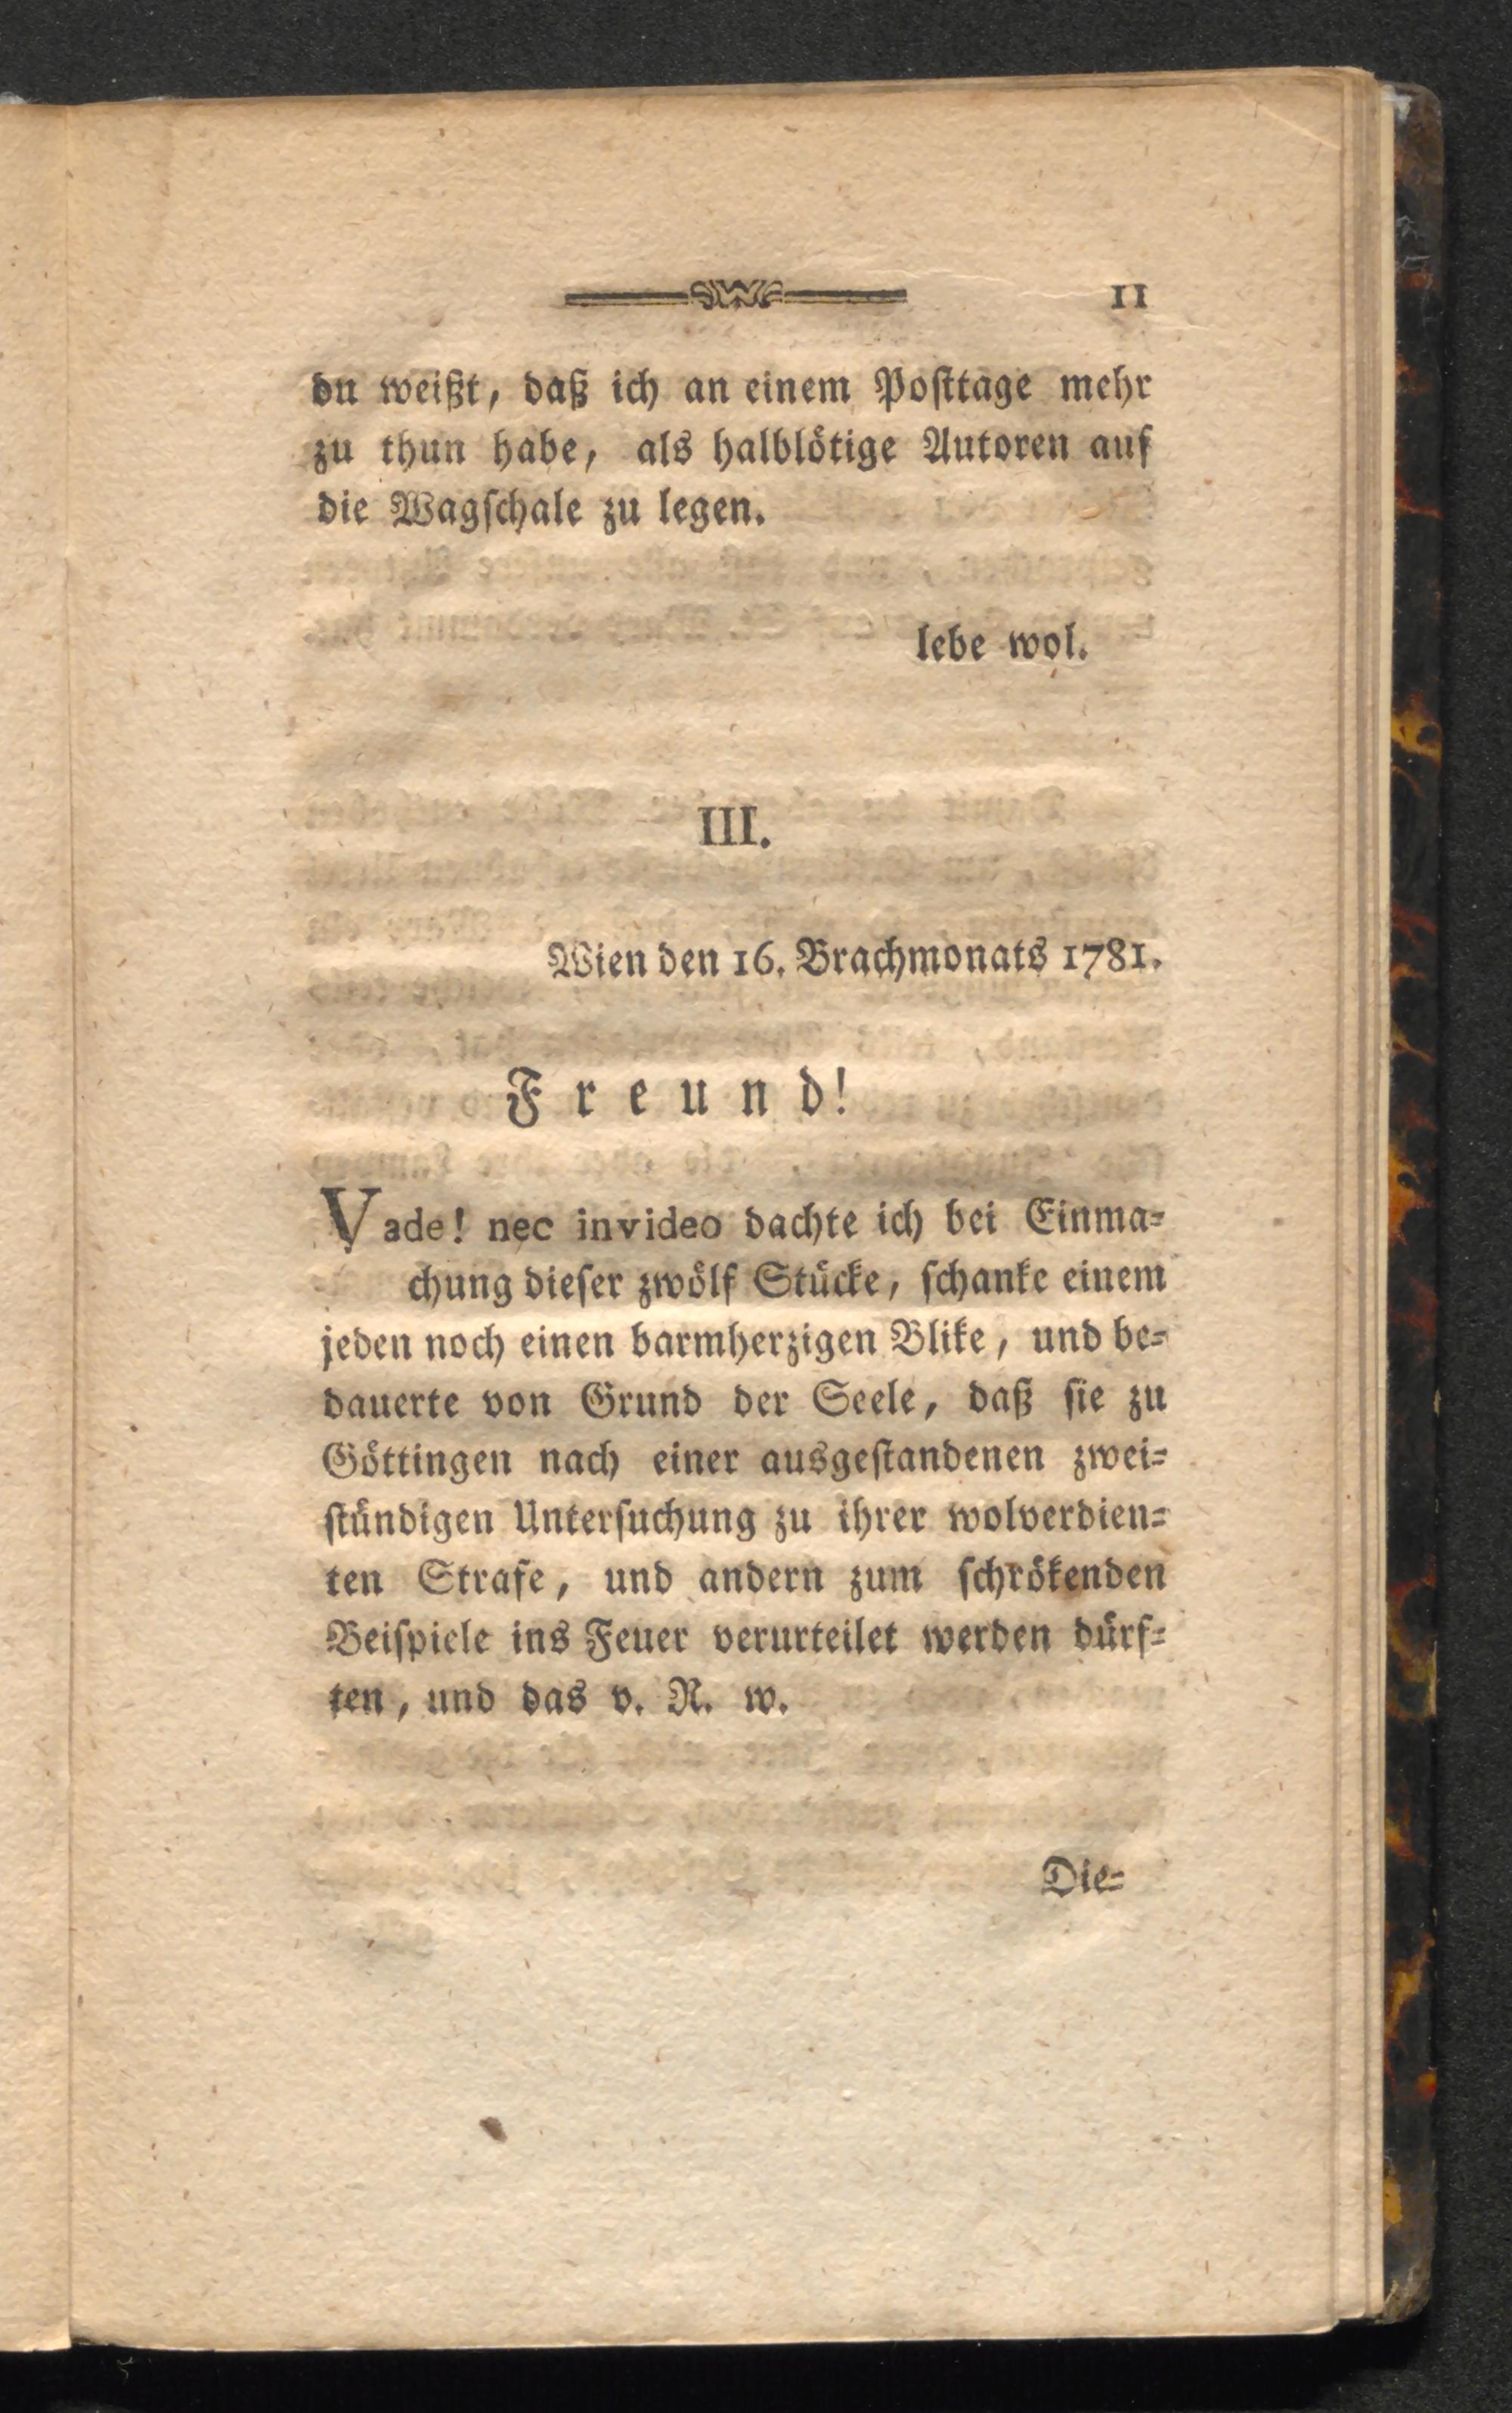 11
du weißt, daß ich an einem Posttage mehr
zu thun habe, als halblötige Autoren auf
die Wagschale zu legen.
lebe wol.
III.
Wien den 16. Brachmonats 1781.
Freund!
Vade! nec invideo dachte ich bei Einma-
chung dieser zwölf Stücke, schanke einem
jeden noch einen barmherzigen Blike, und be-
dauerte von Grund der Seele, daß sie zu
Göttingen nach einer ausgestandenen zwei-
stündigen Untersuchung zu ihrer wolverdien-
ten Strafe, und andern zum schrökenden
Beispiele ins Feuer verurteilet werden dürf-
ten, und das v. R. w.
Die-